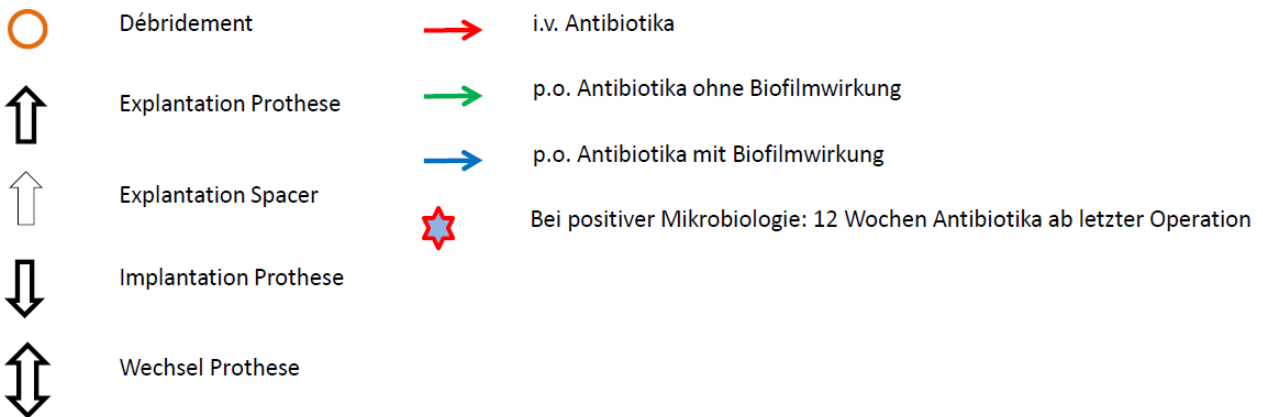 Débridement
Explantation Prothese
Explantation Spacer
Implantation Prothese
Wechsel Prothese
i.v. Antibiotika
p.o. Antibiotika ohne Biofilmwirkung
p.o. Antibiotika mit Biofilmwirkung
Bei positiver Mikrobiologie: 12 Wochen Antibiotika ab letzter Operation